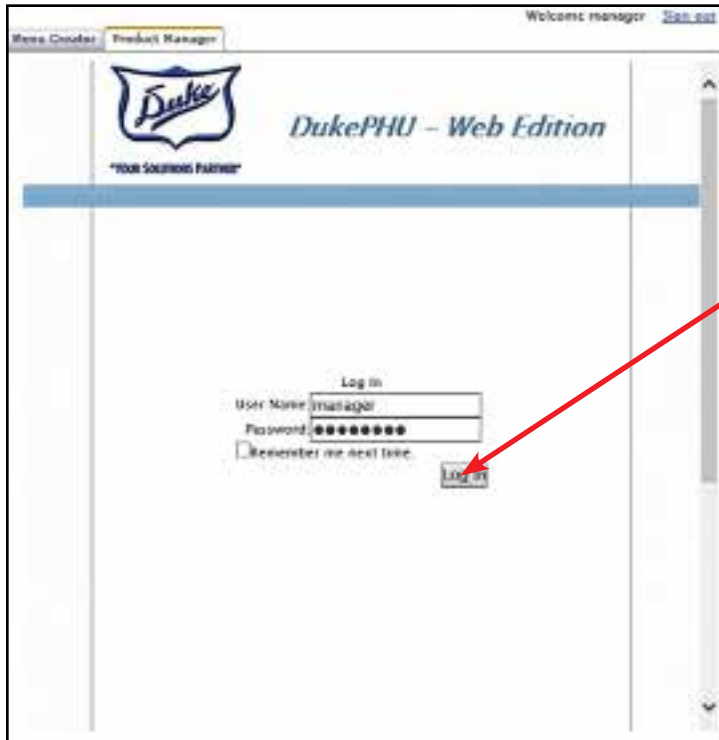 Welcome manager Sign out
Menu Creator Product Manager
Duke
"YOUR SOLUTIONS PARTNER"
DukePHU – Web Edition
Log In
User Name: manager
Password: ●●●●●●●●
Remember me next time.
Log In